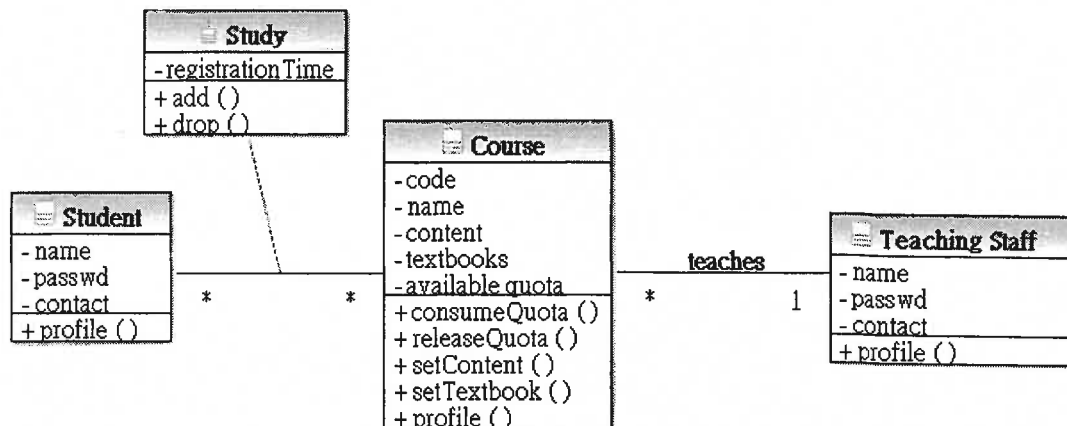 Study
-registrationTime
+ add ()
+ drop ()
Student
- name
- passwd
- contact
+ profile ()
* *
Course
-code
-name
-content
-textbooks
-available quota
+consumeQuota ()
+ releaseQuota ()
+ setContent ()
+ setTextbook ()
+ profile ()
teaches
* 1
Teaching Staff
- name
-passwd
-contact
+ profile ()